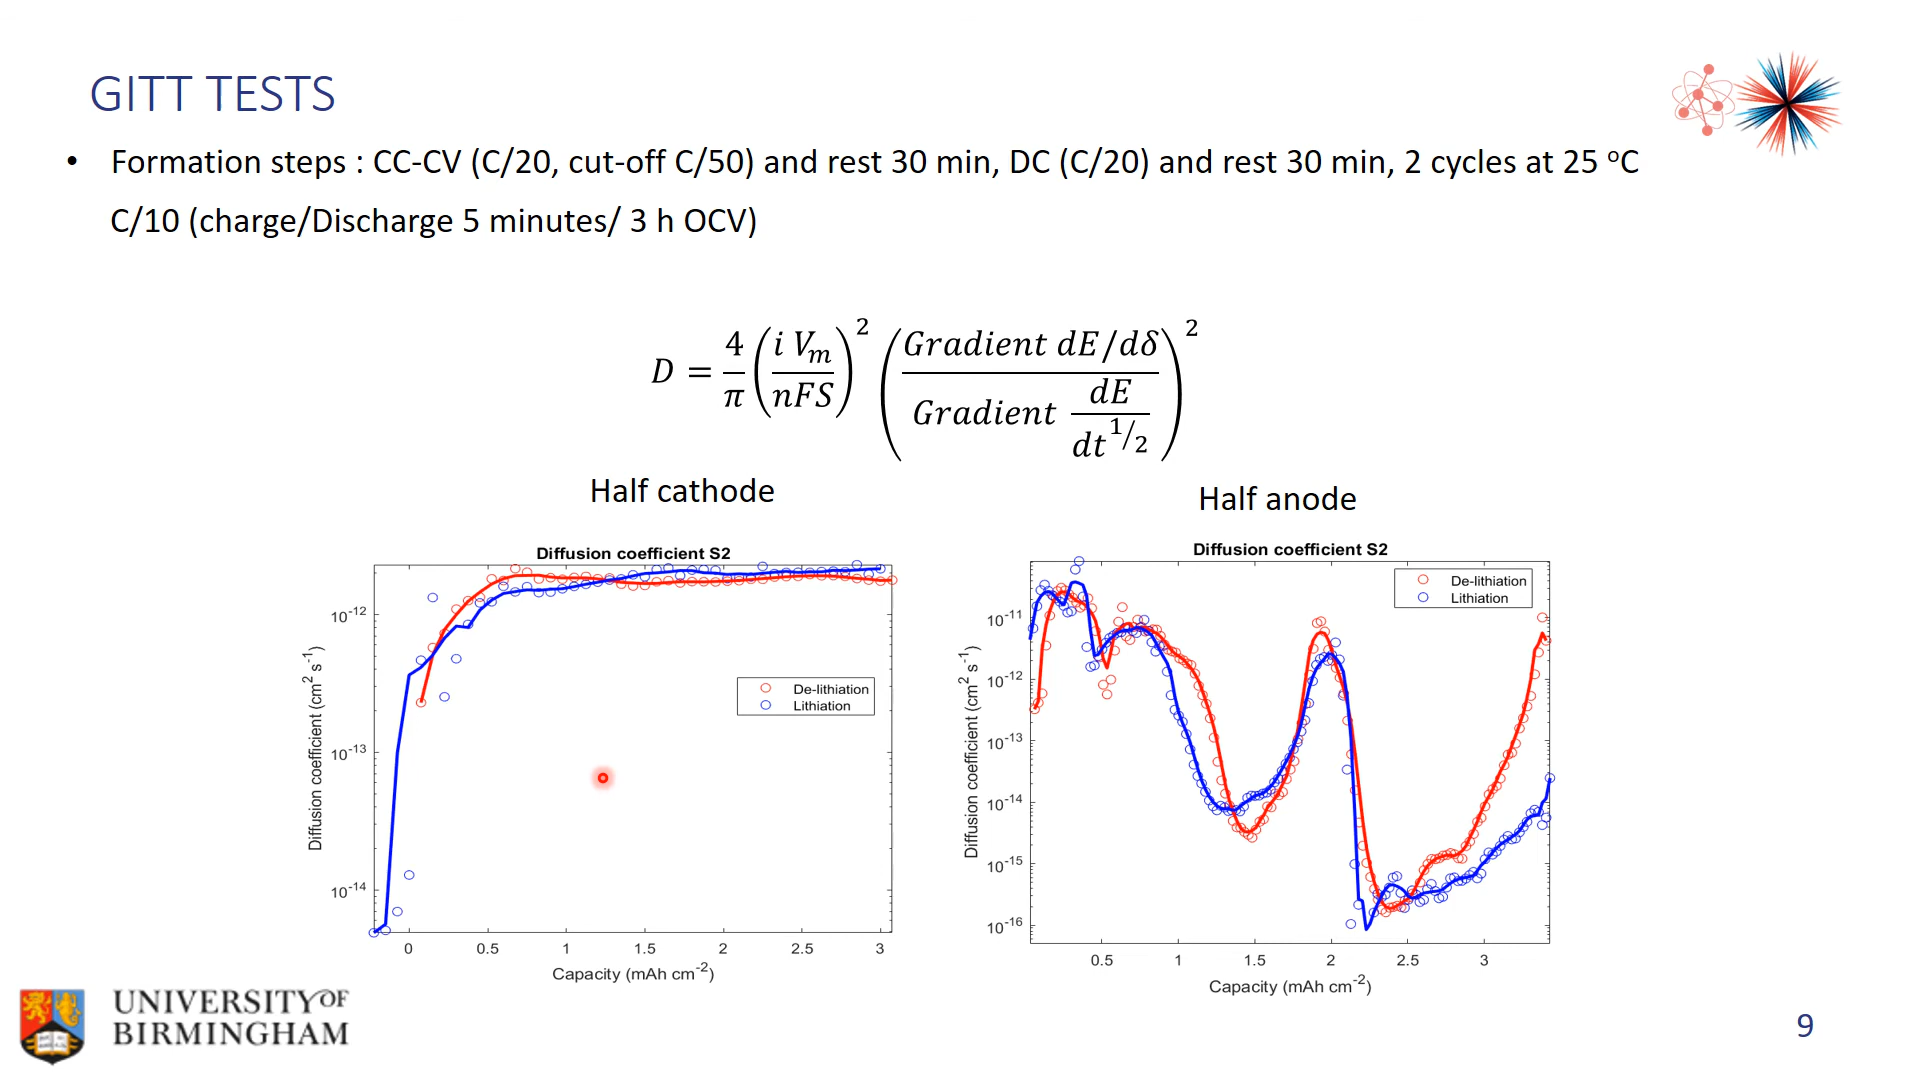 GITT TESTS
• Formation steps : CC-CV (C/20, cut-off C/50) and rest 30 min, DC (C/20) and rest 30 min, 2 cycles at 25 °C
C/10 (charge/Discharge 5 minutes/ 3 h OCV)
D = 4/π (i Vm/nFS)² (Gradient dE/dδ / Gradient dE/dt^1/2)²
Half cathode
Diffusion coefficient S2
Diffusion coefficient (cm² s⁻¹)
10⁻¹²
10⁻¹³
10⁻¹⁴
De-lithiation
Lithiation
0 0.5 1 1.5 2 2.5 3
Capacity (mAh cm⁻²)
Half anode
Diffusion coefficient S2
Diffusion coefficient (cm² s⁻¹)
10⁻¹¹
10⁻¹²
10⁻¹³
10⁻¹⁴
10⁻¹⁵
10⁻¹⁶
De-lithiation
Lithiation
0.5 1 1.5 2 2.5 3
Capacity (mAh cm⁻²)
UNIVERSITY OF
BIRMINGHAM
9